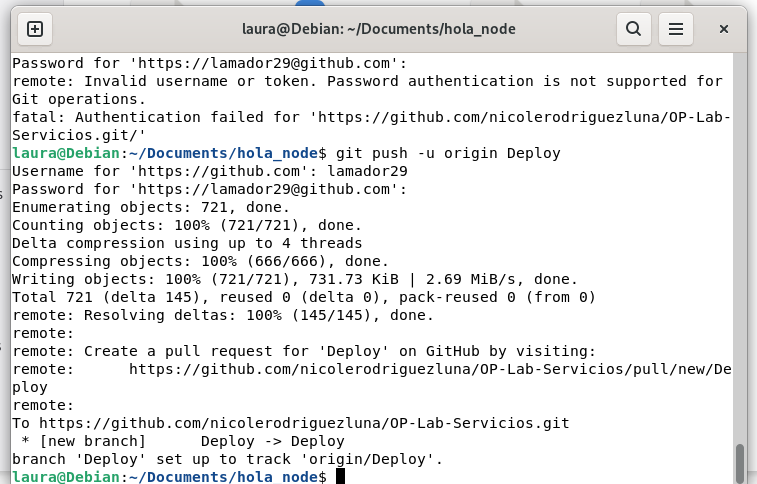 laura@Debian: ~/Documents/hola_node
Password for 'https://lamador29@github.com':
remote: Invalid username or token. Password authentication is not supported for
Git operations.
fatal: Authentication failed for 'https://github.com/nicolerodriguezluna/OP-Lab-
Servicios.git/'
laura@Debian:~/Documents/hola_node$ git push -u origin Deploy
Username for 'https://github.com': lamador29
Password for 'https://lamador29@github.com':
Enumerating objects: 721, done.
Counting objects: 100% (721/721), done.
Delta compression using up to 4 threads
Compressing objects: 100% (666/666), done.
Writing objects: 100% (721/721), 731.73 KiB | 2.69 MiB/s, done.
Total 721 (delta 145), reused 0 (delta 0), pack-reused 0 (from 0)
remote: Resolving deltas: 100% (145/145), done.
remote:
remote: Create a pull request for 'Deploy' on GitHub by visiting:
remote:      https://github.com/nicolerodriguezluna/OP-Lab-Servicios/pull/new/De
ploy
remote:
To https://github.com/nicolerodriguezluna/OP-Lab-Servicios.git
 * [new branch]      Deploy -> Deploy
branch 'Deploy' set up to track 'origin/Deploy'.
laura@Debian:~/Documents/hola_node$